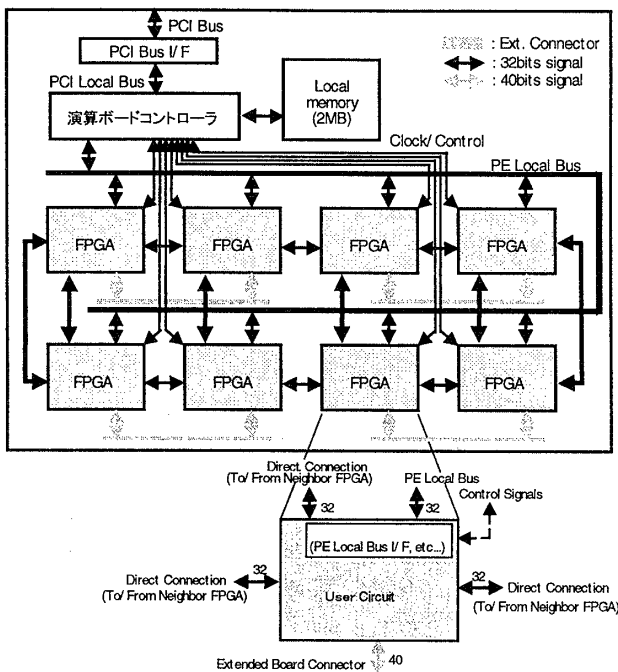 PCI Bus
PCI Bus I/F
: Ext. Connector
: 32bits signal
: 40bits signal
PCI Local Bus
演算ボードコントローラ
Local
memory
(2MB)
Clock/ Control
PE Local Bus
FPGA
FPGA
FPGA
FPGA
FPGA
FPGA
FPGA
FPGA
Direct Connection
(To/ From Neighbor FPGA)
PE Local Bus
Control Signals
32
32
(PE Local Bus I/ F, etc...)
32
32
Direct Connection
(To/ From Neighbor FPGA)
User Circuit
Direct Connection
(To/ From Neighbor FPGA)
Extended Board Connector
40